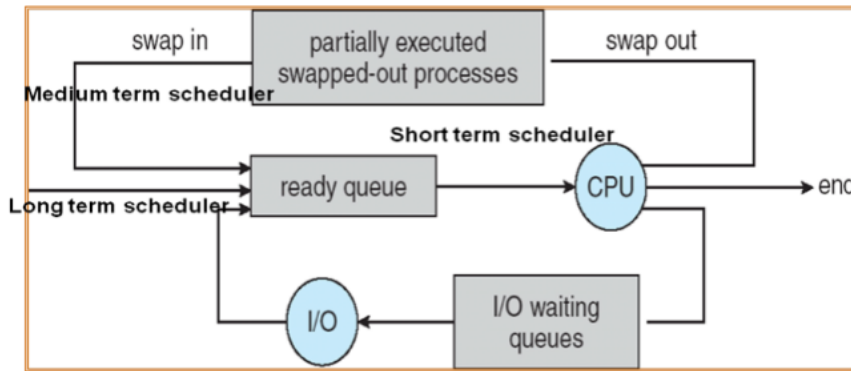 swap in
partially executed
swapped-out processes
swap out
Medium term scheduler
Short term scheduler
ready queue
CPU
end
Long term scheduler
I/O
I/O waiting
queues